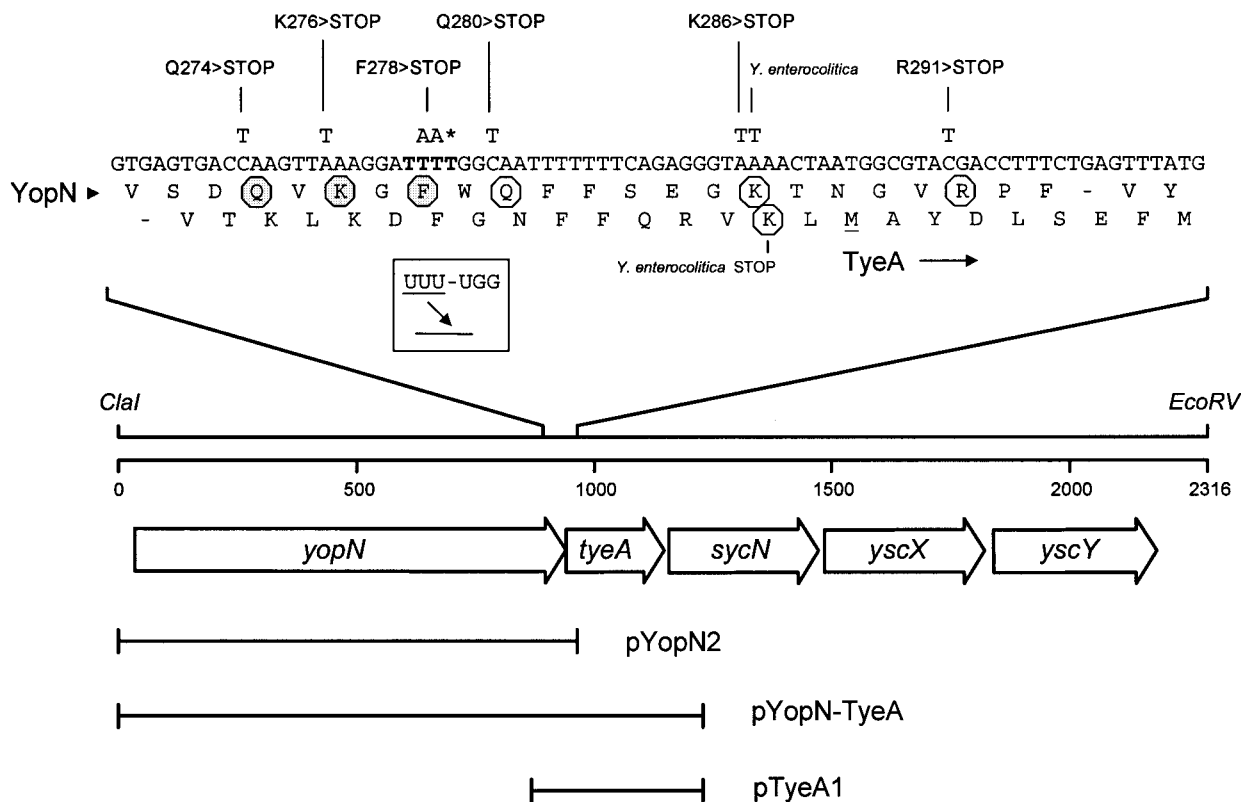 K276>STOP Q280>STOP K286>STOP
Q274>STOP F278>STOP Y. enterocolitica R291>STOP
T T AA* T TT T
GTGAGTGACCAAGTTAAAGGATTTTGGCAATTTTTTTCAGAGGGTAAAACTAATGGCGTACGACCTTTCTGAGTTTATG
YopN V S D Q V K G F W Q F F S E G K T N G V R P F - V Y
- V T K L K D F G N F F Q R V K L M A Y D L S E F M
Y. enterocolitica STOP TyeA
UUU-UGG
ClaI EcoRV
0 500 1000 1500 2000 2316
yopN tyeA sycN yscX yscY
pYopN2
pYopN-TyeA
pTyeA1